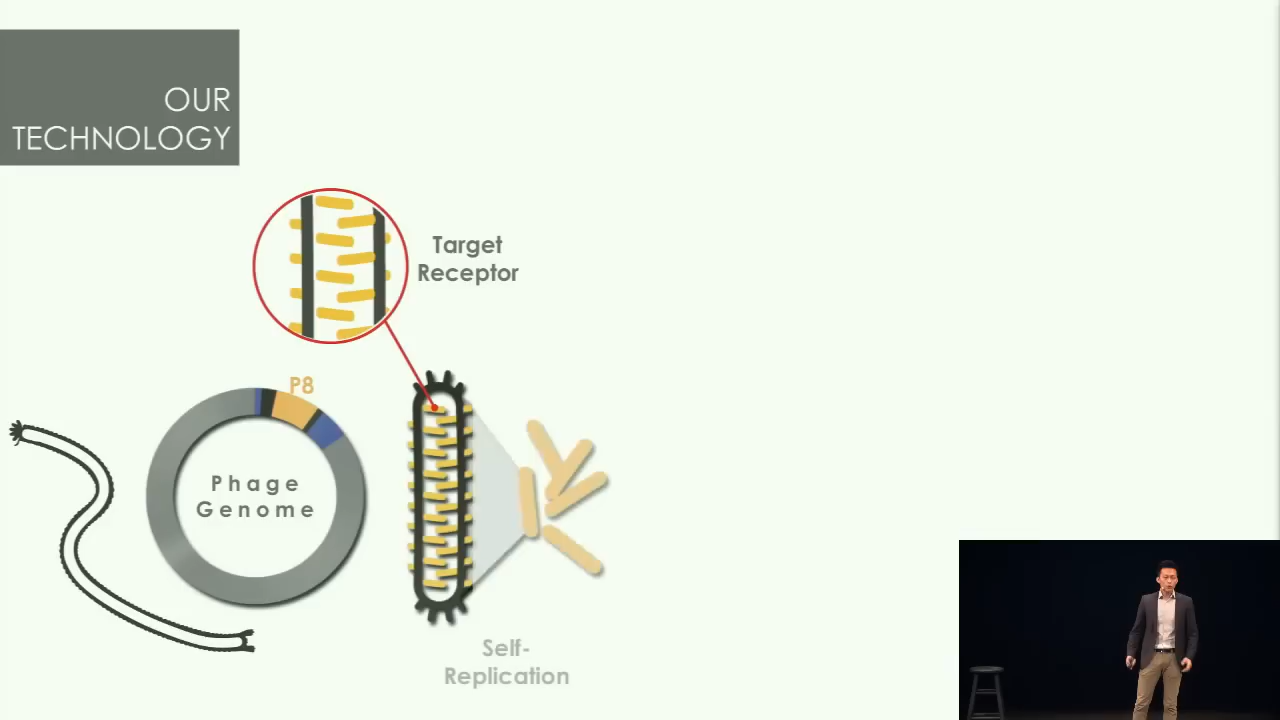 OUR
TECHNOLOGY
Target
Receptor
P8
Phage
Genome
Self-
Replication